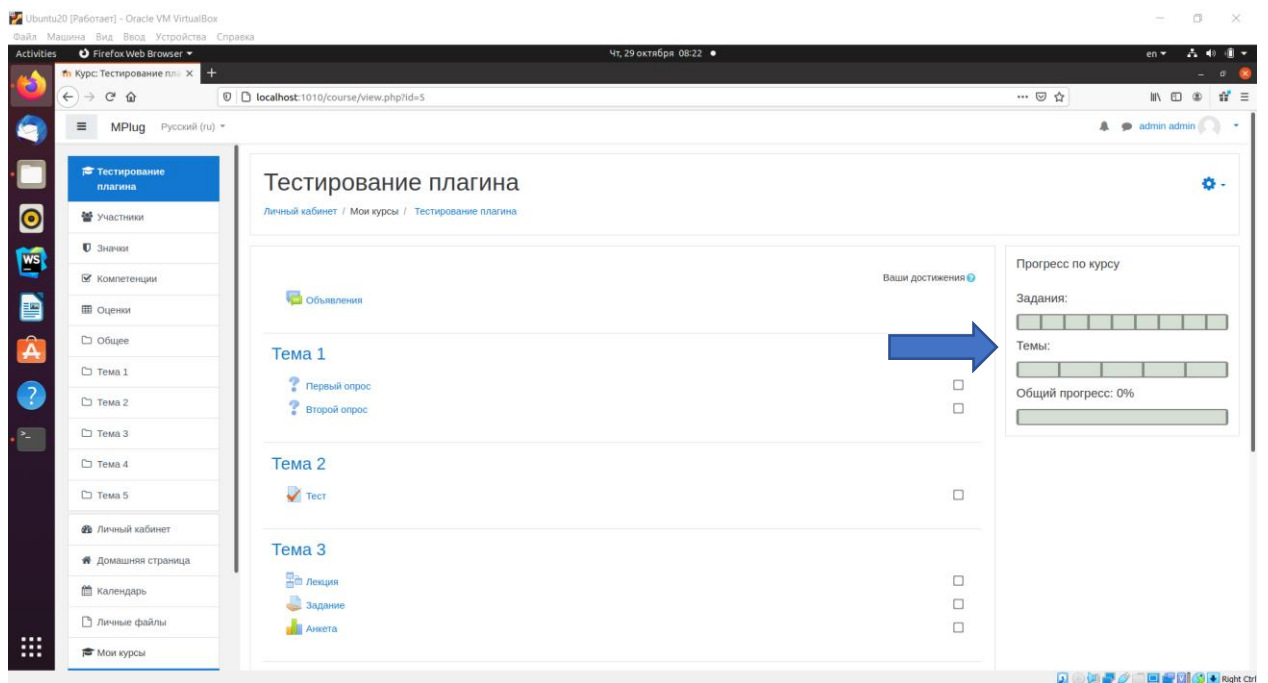 Ubuntu20 [Работает] - Oracle VM VirtualBox
Файл Машина Вид Ввод Устройства Справка
Activities Firefox Web Browser Чт, 29 октября 08:22 en
Курс: Тестирование пла
localhost:1010/course/view.php?id=5
MPlug Русский (ru) admin admin
Тестирование
плагина
Участники
Значки
Компетенции
Оценки
Общее
Тема 1
Тема 2
Тема 3
Тема 4
Тема 5
Личный кабинет
Домашняя страница
Календарь
Личные файлы
Мои курсы
Тестирование плагина
Личный кабинет / Мои курсы / Тестирование плагина
Ваши достижения
Объявления
Тема 1
Первый опрос
Второй опрос
Тема 2
Тест
Тема 3
Лекция
Задание
Анкета
Прогресс по курсу
Задания:
Темы:
Общий прогресс: 0%
WS
Right Ctrl